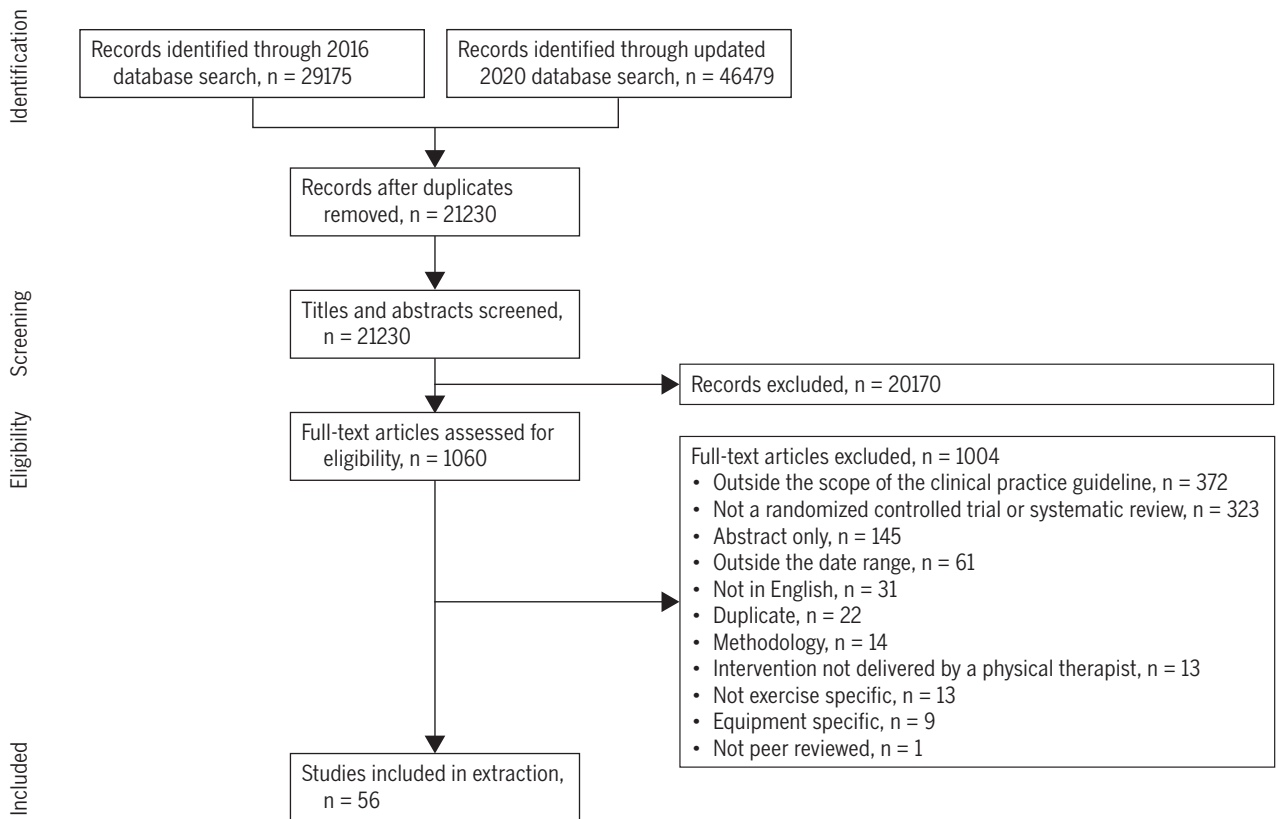 Identification
Records identified through 2016
database search, n = 29175
Records identified through updated
2020 database search, n = 46479
Records after duplicates
removed, n = 21230
Screening
Titles and abstracts screened,
n = 21230
Records excluded, n = 20170
Eligibility
Full-text articles assessed for
eligibility, n = 1060
Full-text articles excluded, n = 1004
• Outside the scope of the clinical practice guideline, n = 372
• Not a randomized controlled trial or systematic review, n = 323
• Abstract only, n = 145
• Outside the date range, n = 61
• Not in English, n = 31
• Duplicate, n = 22
• Methodology, n = 14
• Intervention not delivered by a physical therapist, n = 13
• Not exercise specific, n = 13
• Equipment specific, n = 9
• Not peer reviewed, n = 1
Included
Studies included in extraction,
n = 56